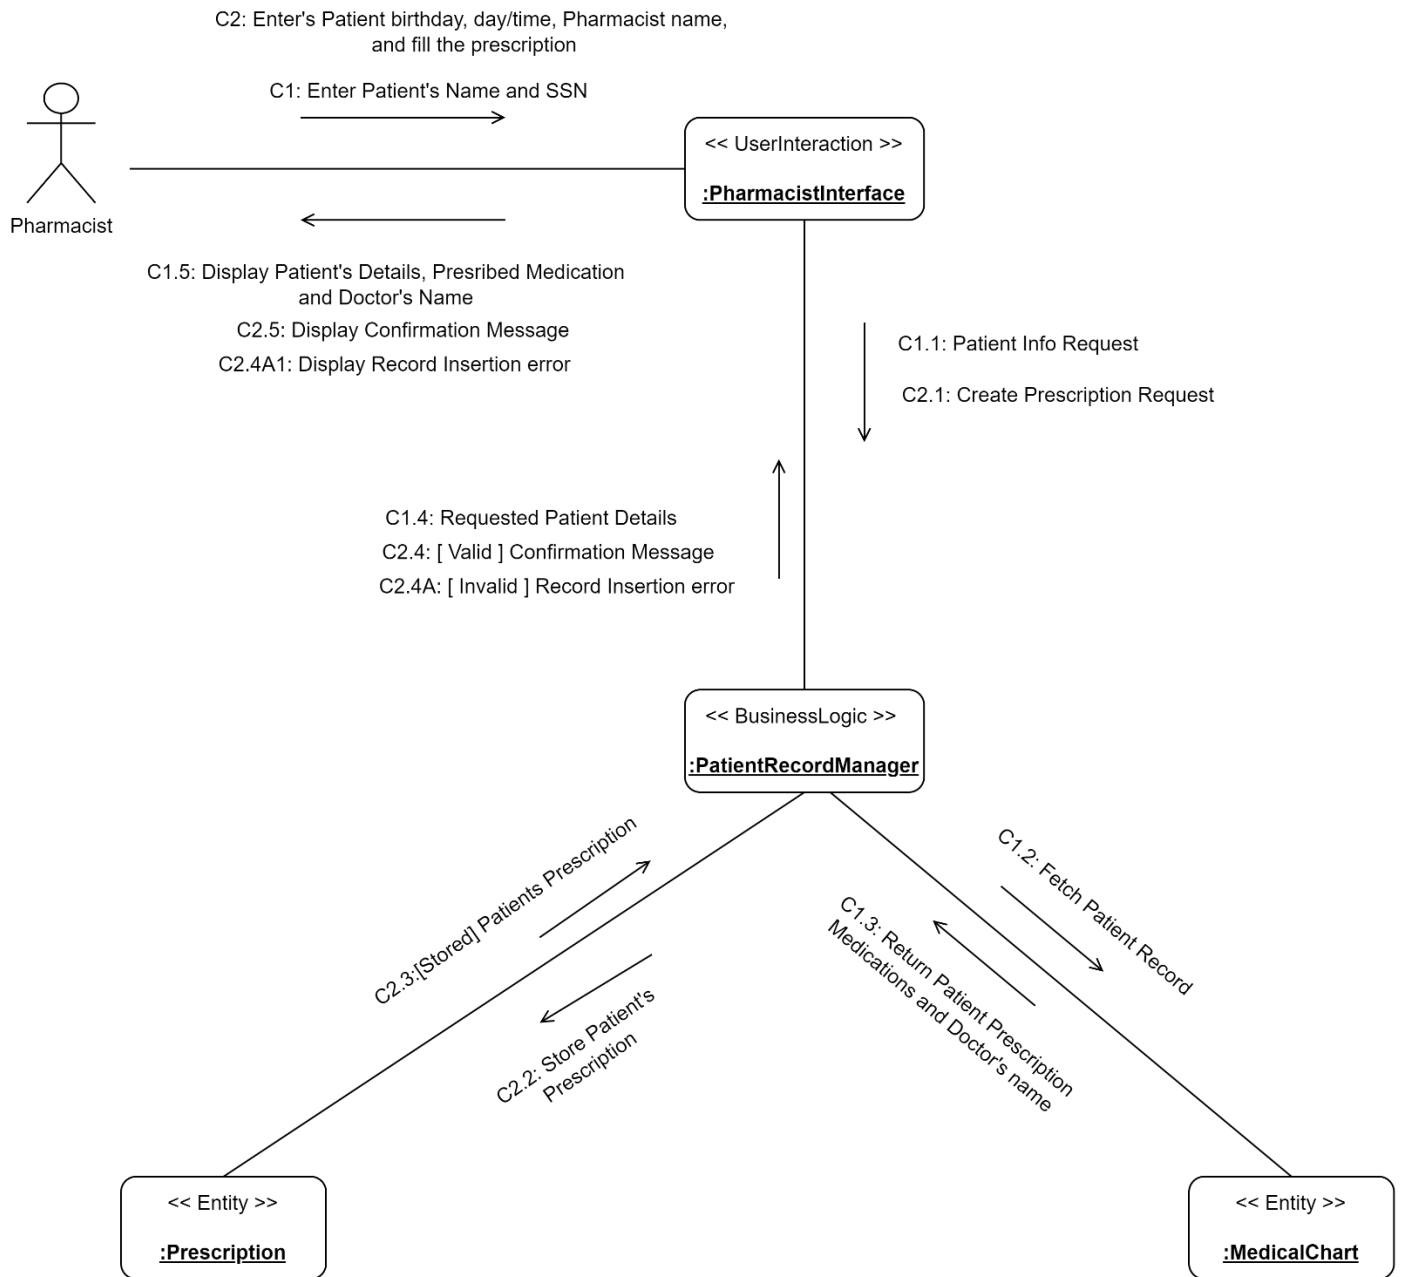 C2: Enter's Patient birthday, day/time, Pharmacist name,
and fill the prescription
C1: Enter Patient's Name and SSN
<< UserInteraction >>
:PharmacistInterface
Pharmacist
C1.5: Display Patient's Details, Presribed Medication
and Doctor's Name
C2.5: Display Confirmation Message
C2.4A1: Display Record Insertion error
C1.1: Patient Info Request
C2.1: Create Prescription Request
C1.4: Requested Patient Details
C2.4: [ Valid ] Confirmation Message
C2.4A: [ Invalid ] Record Insertion error
<< BusinessLogic >>
:PatientRecordManager
C2.3:[Stored] Patients Prescription
C2.2: Store Patient's
Prescription
C1.2: Fetch Patient Record
C1.3: Return Patient Prescription
Medications and Doctor's name
<< Entity >>
:Prescription
<< Entity >>
:MedicalChart